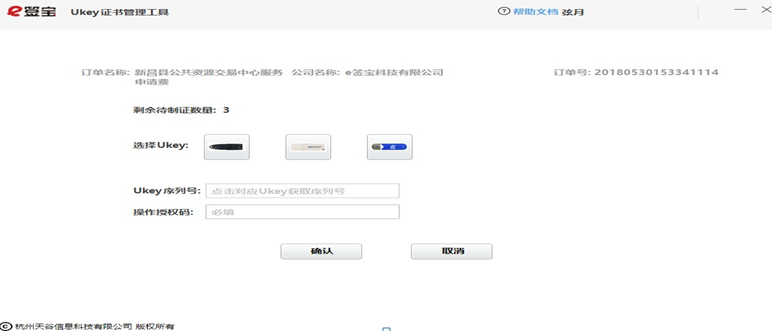 e签宝 Ukey证书管理工具 帮助文档 弦月
订单名称: 新昌县公共资源交易中心服务 公司名称: e签宝科技有限公司 订单号: 20180530153341114
申请费
剩余待制证数量: 3
选择Ukey:
Ukey序列号: 点击对应Ukey获取序列号
操作授权码: 必填
确认 取消
© 杭州天谷信息科技有限公司 版权所有